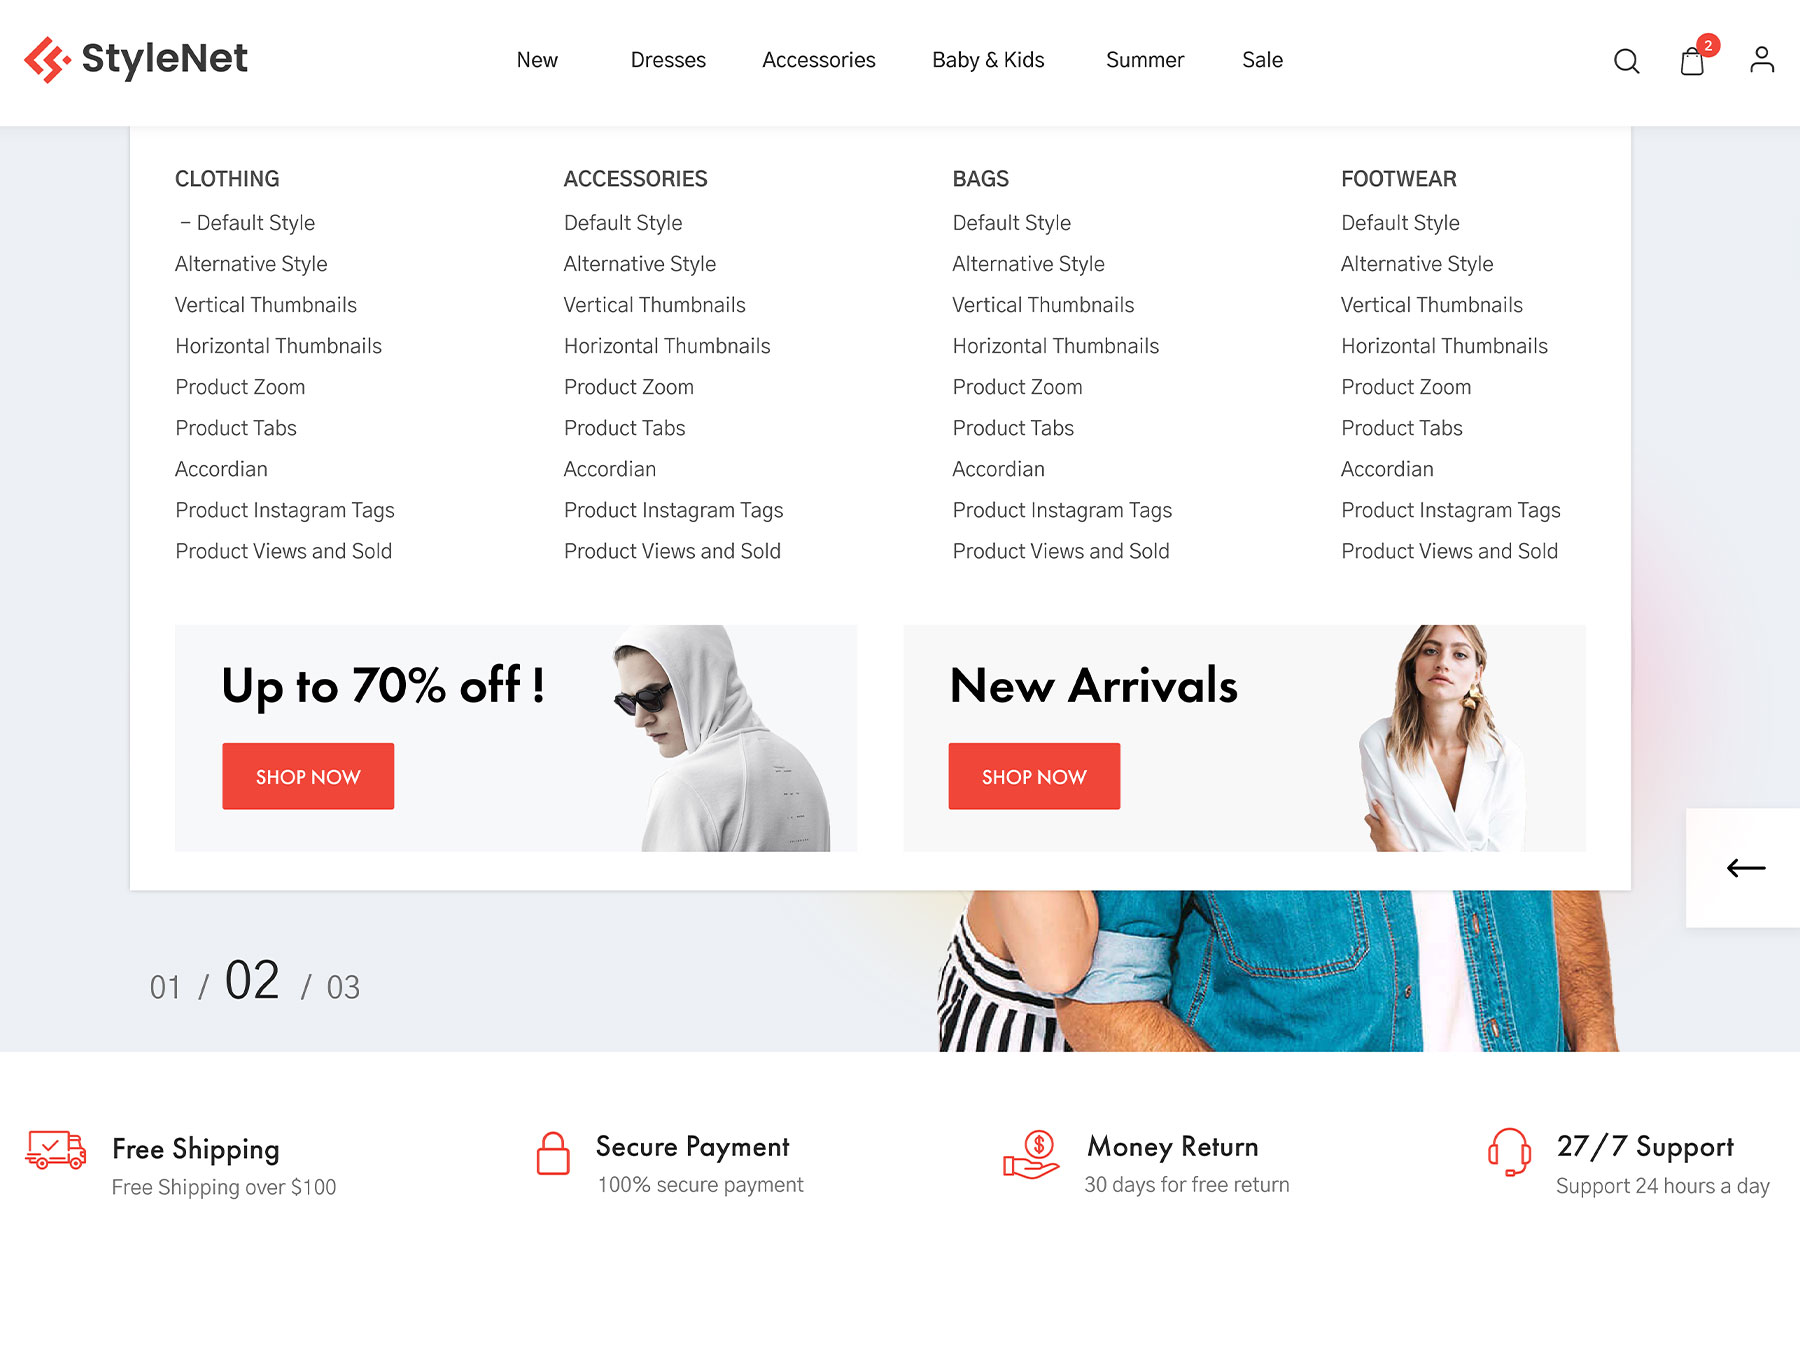 StyleNet
New Dresses Accessories Baby & Kids Summer Sale
2
CLOTHING
– Default Style
Alternative Style
Vertical Thumbnails
Horizontal Thumbnails
Product Zoom
Product Tabs
Accordian
Product Instagram Tags
Product Views and Sold
ACCESSORIES
Default Style
Alternative Style
Vertical Thumbnails
Horizontal Thumbnails
Product Zoom
Product Tabs
Accordian
Product Instagram Tags
Product Views and Sold
BAGS
Default Style
Alternative Style
Vertical Thumbnails
Horizontal Thumbnails
Product Zoom
Product Tabs
Accordian
Product Instagram Tags
Product Views and Sold
FOOTWEAR
Default Style
Alternative Style
Vertical Thumbnails
Horizontal Thumbnails
Product Zoom
Product Tabs
Accordian
Product Instagram Tags
Product Views and Sold
Up to 70% off !
SHOP NOW
New Arrivals
SHOP NOW
01 / 02 / 03
Free Shipping
Free Shipping over $100
Secure Payment
100% secure payment
$
Money Return
30 days for free return
27/7 Support
Support 24 hours a day